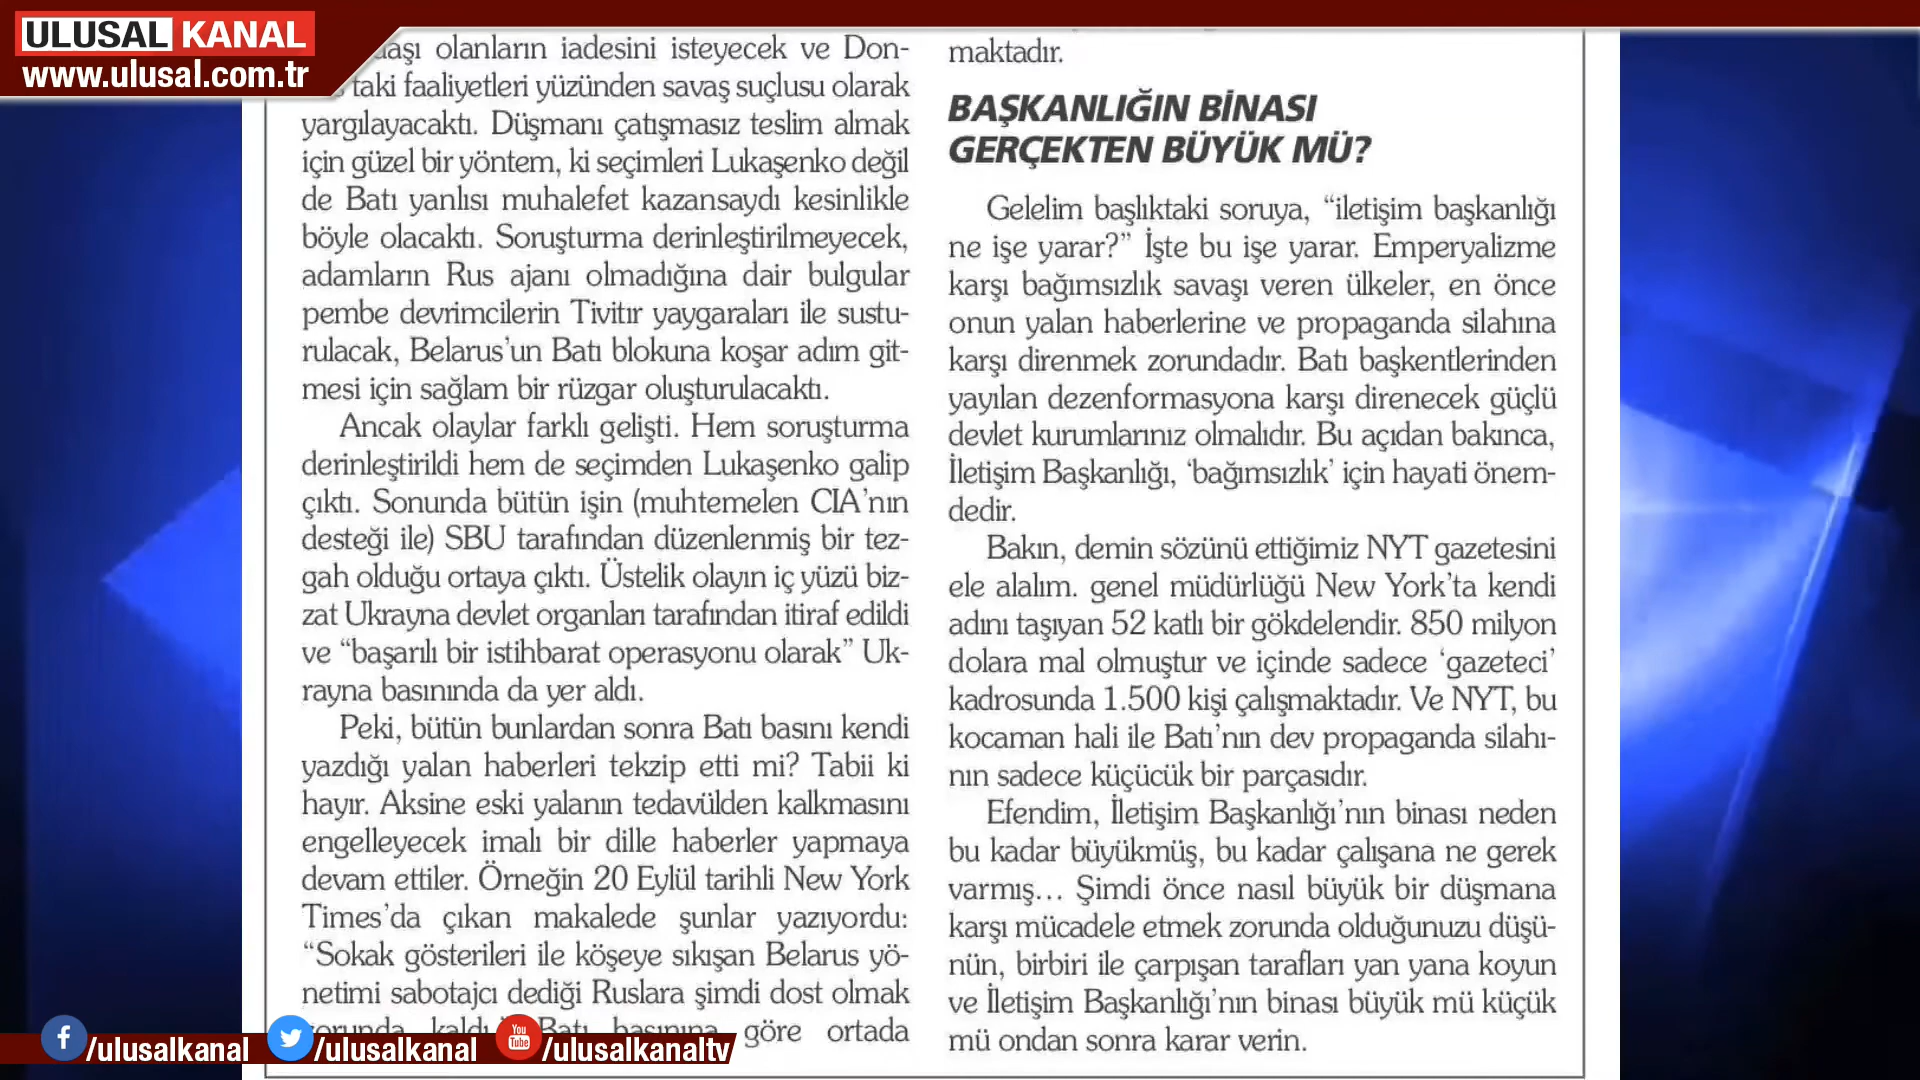 ULUSAL KANAL
www.ulusal.com.tr
olanların iadesini isteyecek ve Don-
taki faaliyetleri yüzünden savaş suçlusu olarak
yargılayacaktı. Düşmanı çatışmasız teslim almak
için güzel bir yöntem, ki seçimleri Lukaşenko değil
de Batı yanlısı muhalefet kazansaydı kesinlikle
böyle olacaktı. Soruşturma derinleştirilmeyecek,
adamların Rus ajanı olmadığına dair bulgular
pembe devrimcilerin Tivitır yaygaraları ile sustu-
rulacak, Belarus’un Batı blokuna koşar adım git-
mesi için sağlam bir rüzgar oluşturulacaktı.
Ancak olaylar farklı gelişti. Hem soruşturma
derinleştirildi hem de seçimden Lukaşenko galip
çıktı. Sonunda bütün işin (muhtemelen CIA’nın
desteği ile) SBU tarafından düzenlenmiş bir tez-
gah olduğu ortaya çıktı. Üstelik olayın iç yüzü biz-
zat Ukrayna devlet organları tarafından itiraf edildi
ve “başarılı bir istihbarat operasyonu olarak” Uk-
rayna basınında da yer aldı.
Peki, bütün bunlardan sonra Batı basını kendi
yazdığı yalan haberleri tekzip etti mi? Tabii ki
hayır. Aksine eski yalanın tedavülden kalkmasını
engelleyecek imalı bir dille haberler yapmaya
devam ettiler. Örneğin 20 Eylül tarihli New York
Times’da çıkan makalede şunlar yazıyordu:
“Sokak gösterileri ile köşeye sıkışan Belarus yö-
netimi sabotajcı dediği Ruslara şimdi dost olmak
zorunda kaldı.” Batı basınına göre ortada
maktadır.
BAŞKANLIĞIN BİNASI
GERÇEKTEN BÜYÜK MÜ?
Gelelim başlıktaki soruya, “iletişim başkanlığı
ne işe yarar?” İşte bu işe yarar. Emperyalizme
karşı bağımsızlık savaşı veren ülkeler, en önce
onun yalan haberlerine ve propaganda silahına
karşı direnmek zorundadır. Batı başkentlerinden
yayılan dezenformasyona karşı direnecek güçlü
devlet kurumlarınız olmalıdır. Bu açıdan bakınca,
İletişim Başkanlığı, ‘bağımsızlık’ için hayati önem-
dedir.
Bakın, demin sözünü ettiğimiz NYT gazetesini
ele alalım. genel müdürlüğü New York’ta kendi
adını taşıyan 52 katlı bir gökdelendir. 850 milyon
dolara mal olmuştur ve içinde sadece ‘gazeteci’
kadrosunda 1.500 kişi çalışmaktadır. Ve NYT, bu
kocaman hali ile Batı’nın dev propaganda silahı-
nın sadece küçücük bir parçasıdır.
Efendim, İletişim Başkanlığı’nın binası neden
bu kadar büyükmüş, bu kadar çalışana ne gerek
varmış... Şimdi önce nasıl büyük bir düşmana
karşı mücadele etmek zorunda olduğunuzu düşü-
nün, birbiri ile çarpışan tarafları yan yana koyun
ve İletişim Başkanlığı’nın binası büyük mü küçük
mü ondan sonra karar verin.
/ulusalkanal
/ulusalkanal
You Tube
/ulusalkanaltv